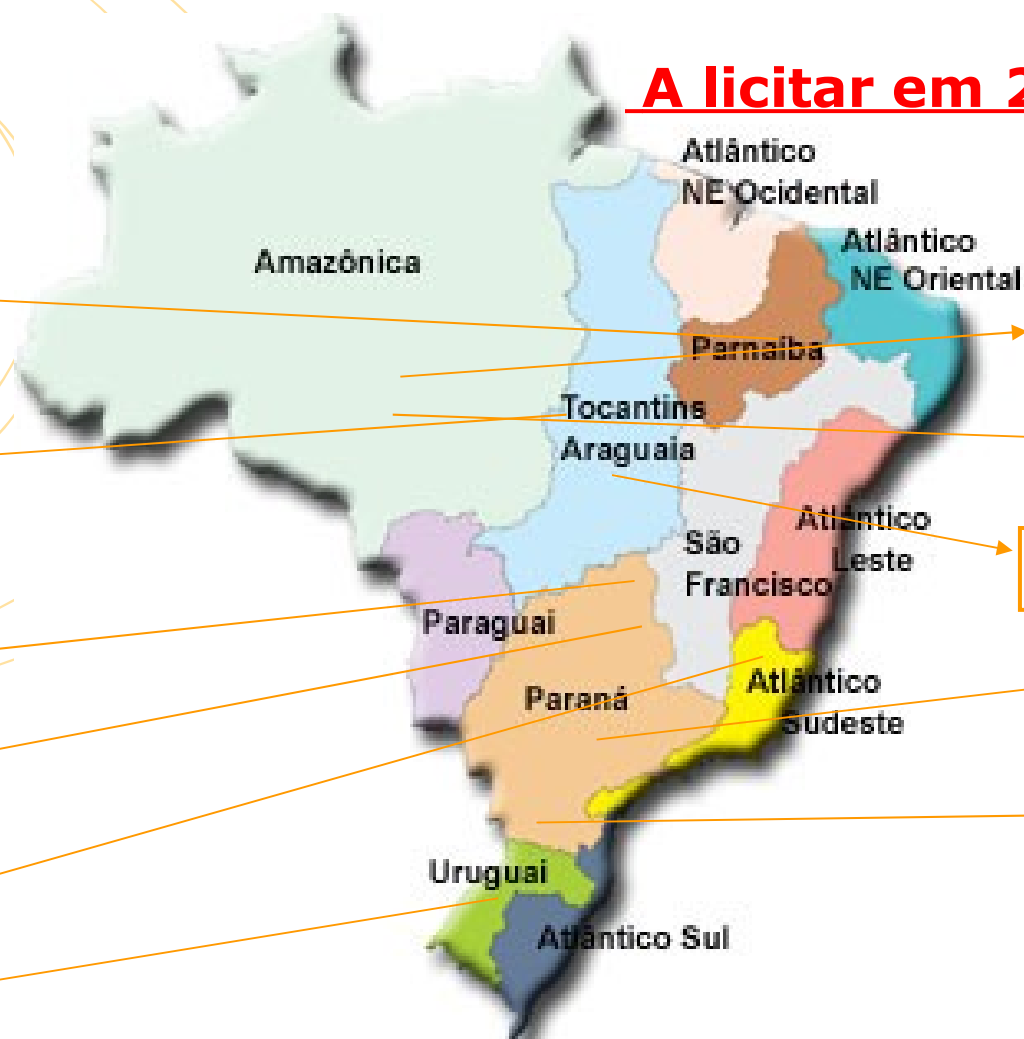 A licitar em 2
Atlântico
NE Ocidental
Atlântico
NE Oriental
Amazônica
Parnaíba
Tocantins
Araguaia
Atlântico
Leste
São
Francisco
Paraguai
Paraná
Atlântico
Sudeste
Uruguai
Atlântico Sul